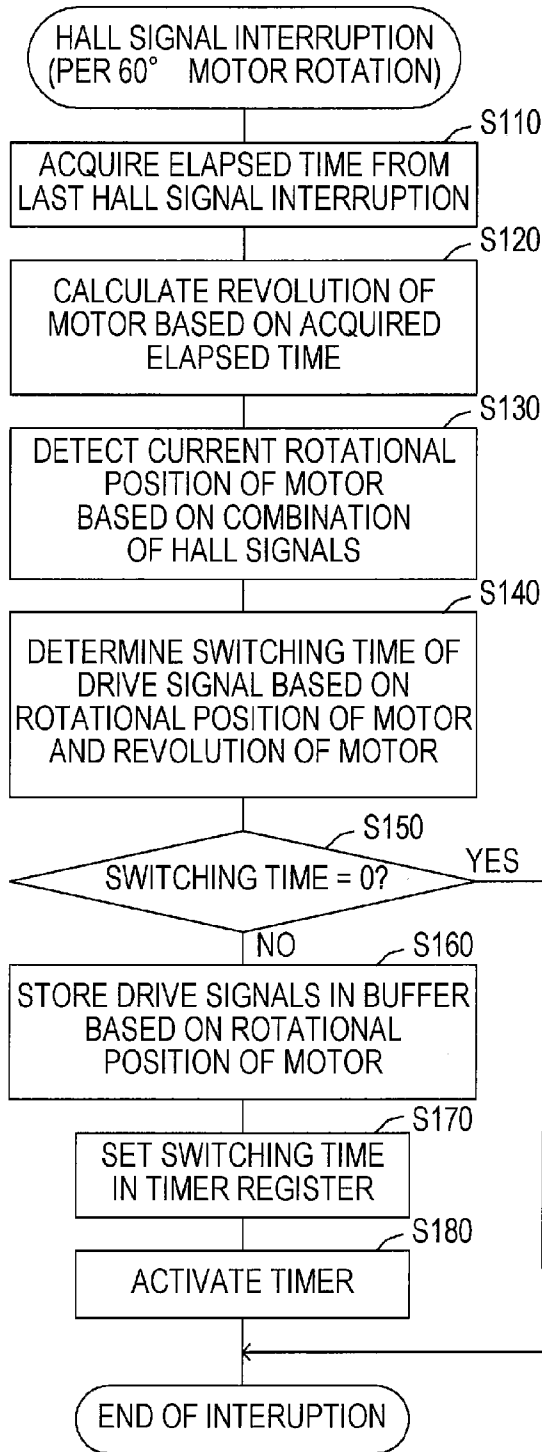 HALL SIGNAL INTERRUPTION
(PER 60° MOTOR ROTATION)
S110
ACQUIRE ELAPSED TIME FROM
LAST HALL SIGNAL INTERRUPTION
S120
CALCULATE REVOLUTION OF
MOTOR BASED ON ACQUIRED
ELAPSED TIME
S130
DETECT CURRENT ROTATIONAL
POSITION OF MOTOR
BASED ON COMBINATION
OF HALL SIGNALS
S140
DETERMINE SWITCHING TIME OF
DRIVE SIGNAL BASED ON
ROTATIONAL POSITION OF MOTOR
AND REVOLUTION OF MOTOR
S150
SWITCHING TIME = 0?
YES
NO
S160
STORE DRIVE SIGNALS IN BUFFER
BASED ON ROTATIONAL
POSITION OF MOTOR
S170
SET SWITCHING TIME
IN TIMER REGISTER
S180
ACTIVATE TIMER
END OF INTERUPTION